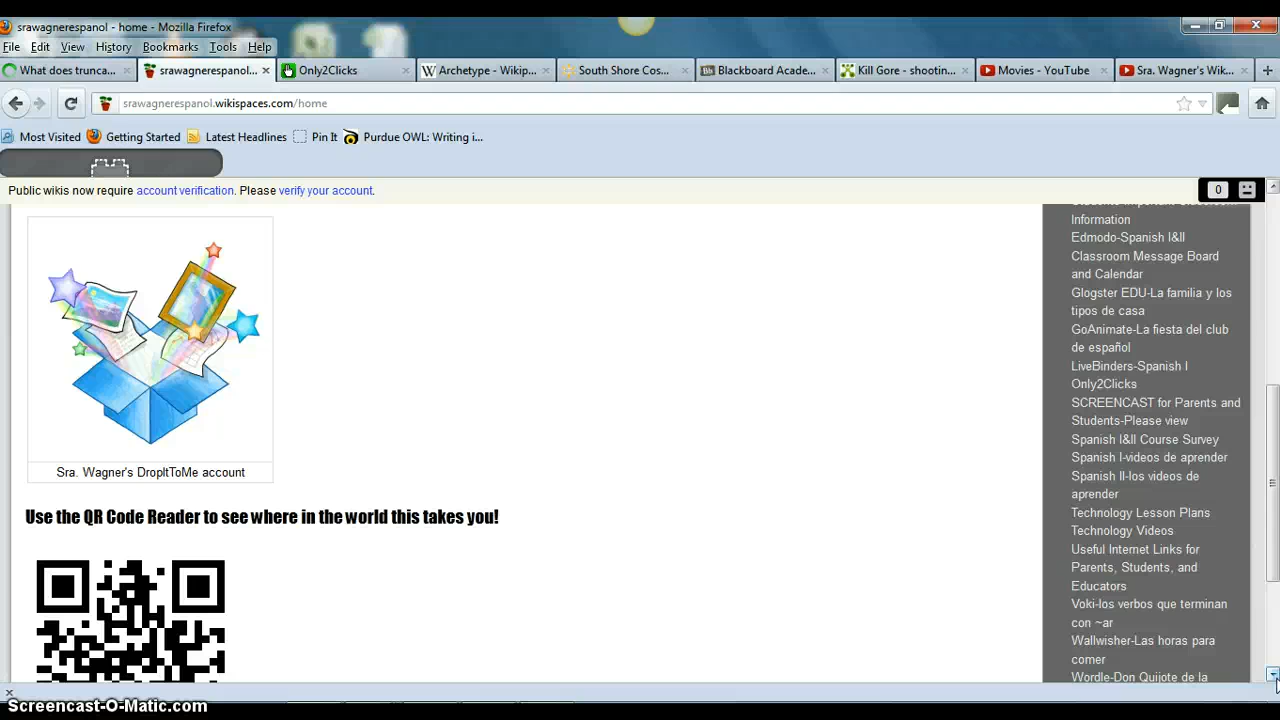 srawagnerespanol - home - Mozilla Firefox
File Edit View History Bookmarks Tools Help
What does trunca...
srawagnerespanol...
Only2Clicks
Archetype - Wikip...
South Shore Cos...
Blackboard Acade...
Kill Gore - shootin...
Movies - YouTube
Sra. Wagner's Wik...
srawagnerespanol.wikispaces.com/home
Most Visited Getting Started Latest Headlines Pin It Purdue OWL: Writing i...
Public wikis now require account verification. Please verify your account.
0
Sra. Wagner's DropItToMe account
Use the QR Code Reader to see where in the world this takes you!
Information
Edmodo-Spanish I&II
Classroom Message Board
and Calendar
Glogster EDU-La familia y los
tipos de casa
GoAnimate-La fiesta del club
de español
LiveBinders-Spanish I
Only2Clicks
SCREENCAST for Parents and
Students-Please view
Spanish I&II Course Survey
Spanish I-videos de aprender
Spanish II-los videos de
aprender
Technology Lesson Plans
Technology Videos
Useful Internet Links for
Parents, Students, and
Educators
Voki-los verbos que terminan
con ~ar
Wallwisher-Las horas para
comer
Wordle-Don Quijote de la
Screencast-O-Matic.com